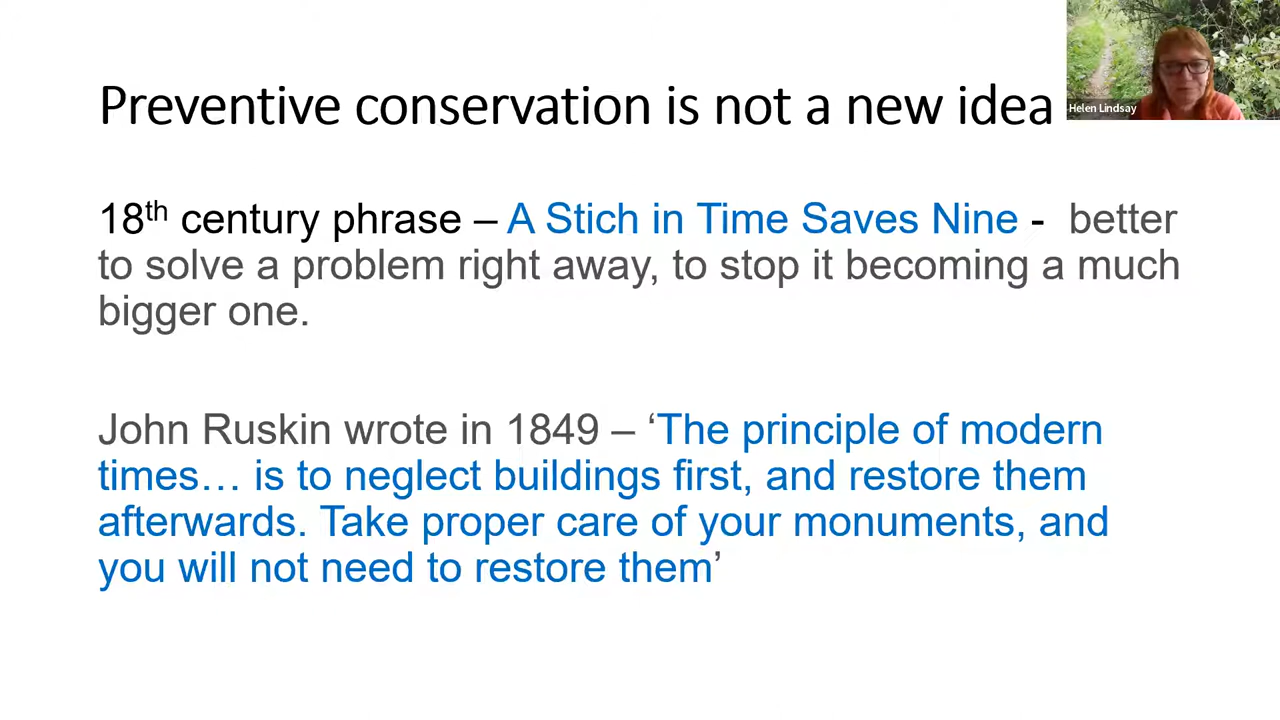 Preventive conservation is not a new idea
Helen Lindsay
18th century phrase – A Stich in Time Saves Nine - better
to solve a problem right away, to stop it becoming a much
bigger one.
John Ruskin wrote in 1849 – ‘The principle of modern
times… is to neglect buildings first, and restore them
afterwards. Take proper care of your monuments, and
you will not need to restore them’